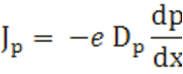 Jₚ = −e Dₚ dp/dx